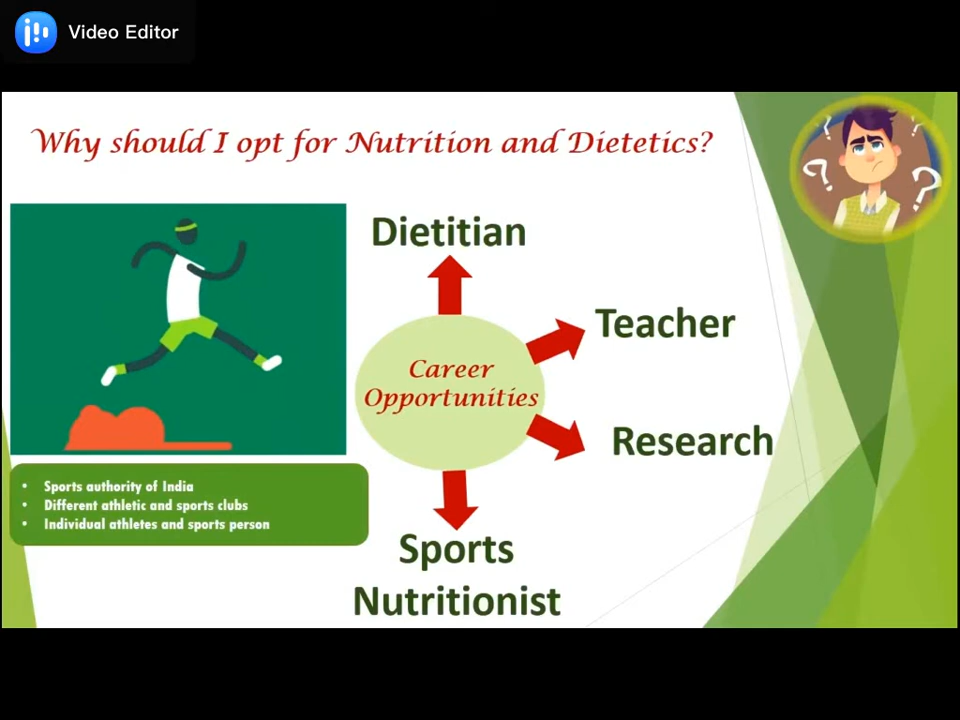 Video Editor
Why should I opt for Nutrition and Dietetics?
Dietitian
Teacher
Career
Opportunities
Research
• Sports authority of India
• Different athletic and sports clubs
• Individual athletes and sports person
Sports
Nutritionist